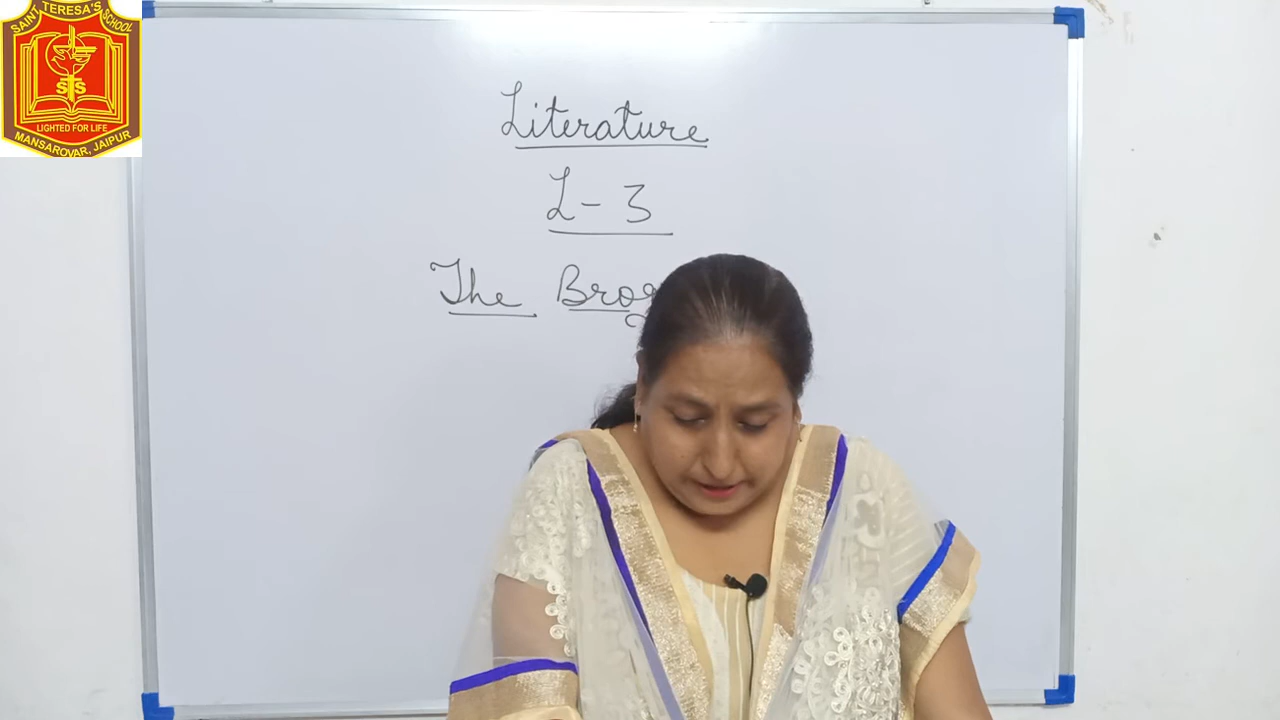 SAINT TERESA'S SCHOOL
STS
LIGHTED FOR LIFE
MANSAROVAR, JAIPUR
Literature
L-3
The